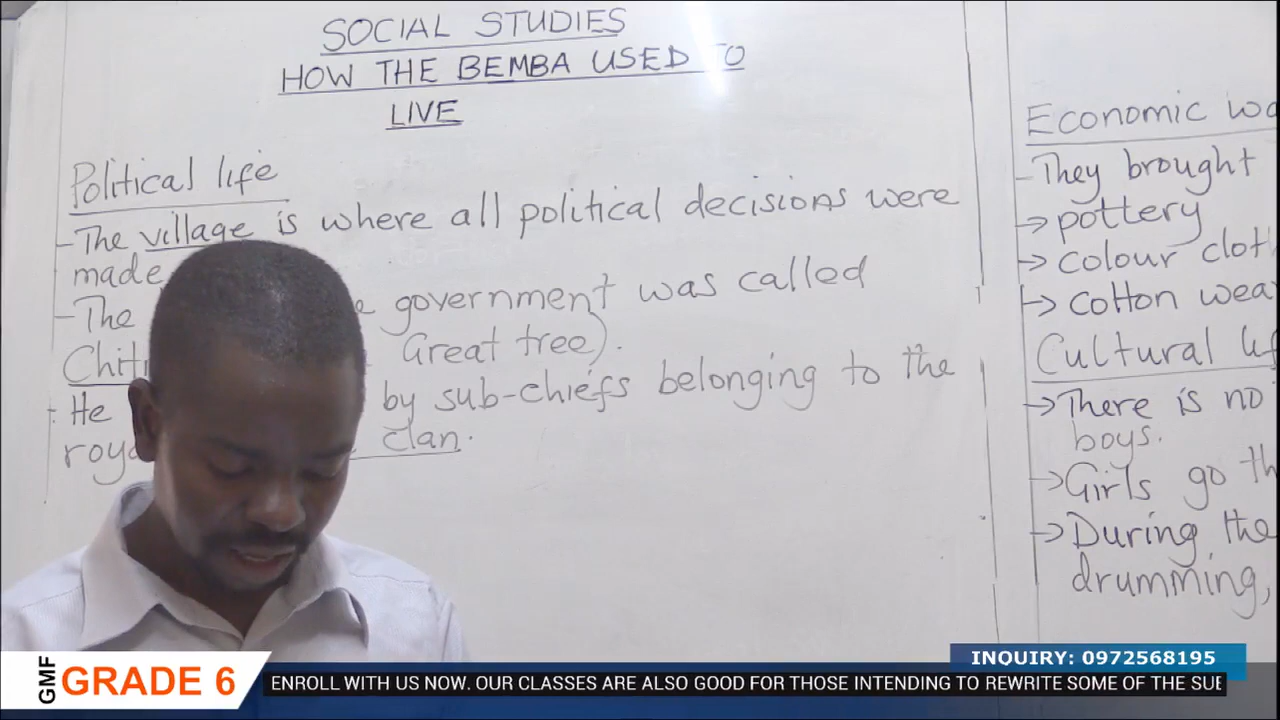 SOCIAL STUDIES
HOW THE BEMBA USED TO
LIVE
Political life
- The village is where all political decisions were
made
- The government was called
Great tree).
He by sub-chiefs belonging to the
clan.
Economic
- They brought
→ pottery
→ colour
→ cotton
Cultural
→ There is no
boys.
→ Girls go
→ During the
drumming,
INQUIRY: 0972568195
GMF
GRADE 6
ENROLL WITH US NOW. OUR CLASSES ARE ALSO GOOD FOR THOSE INTENDING TO REWRITE SOME OF THE